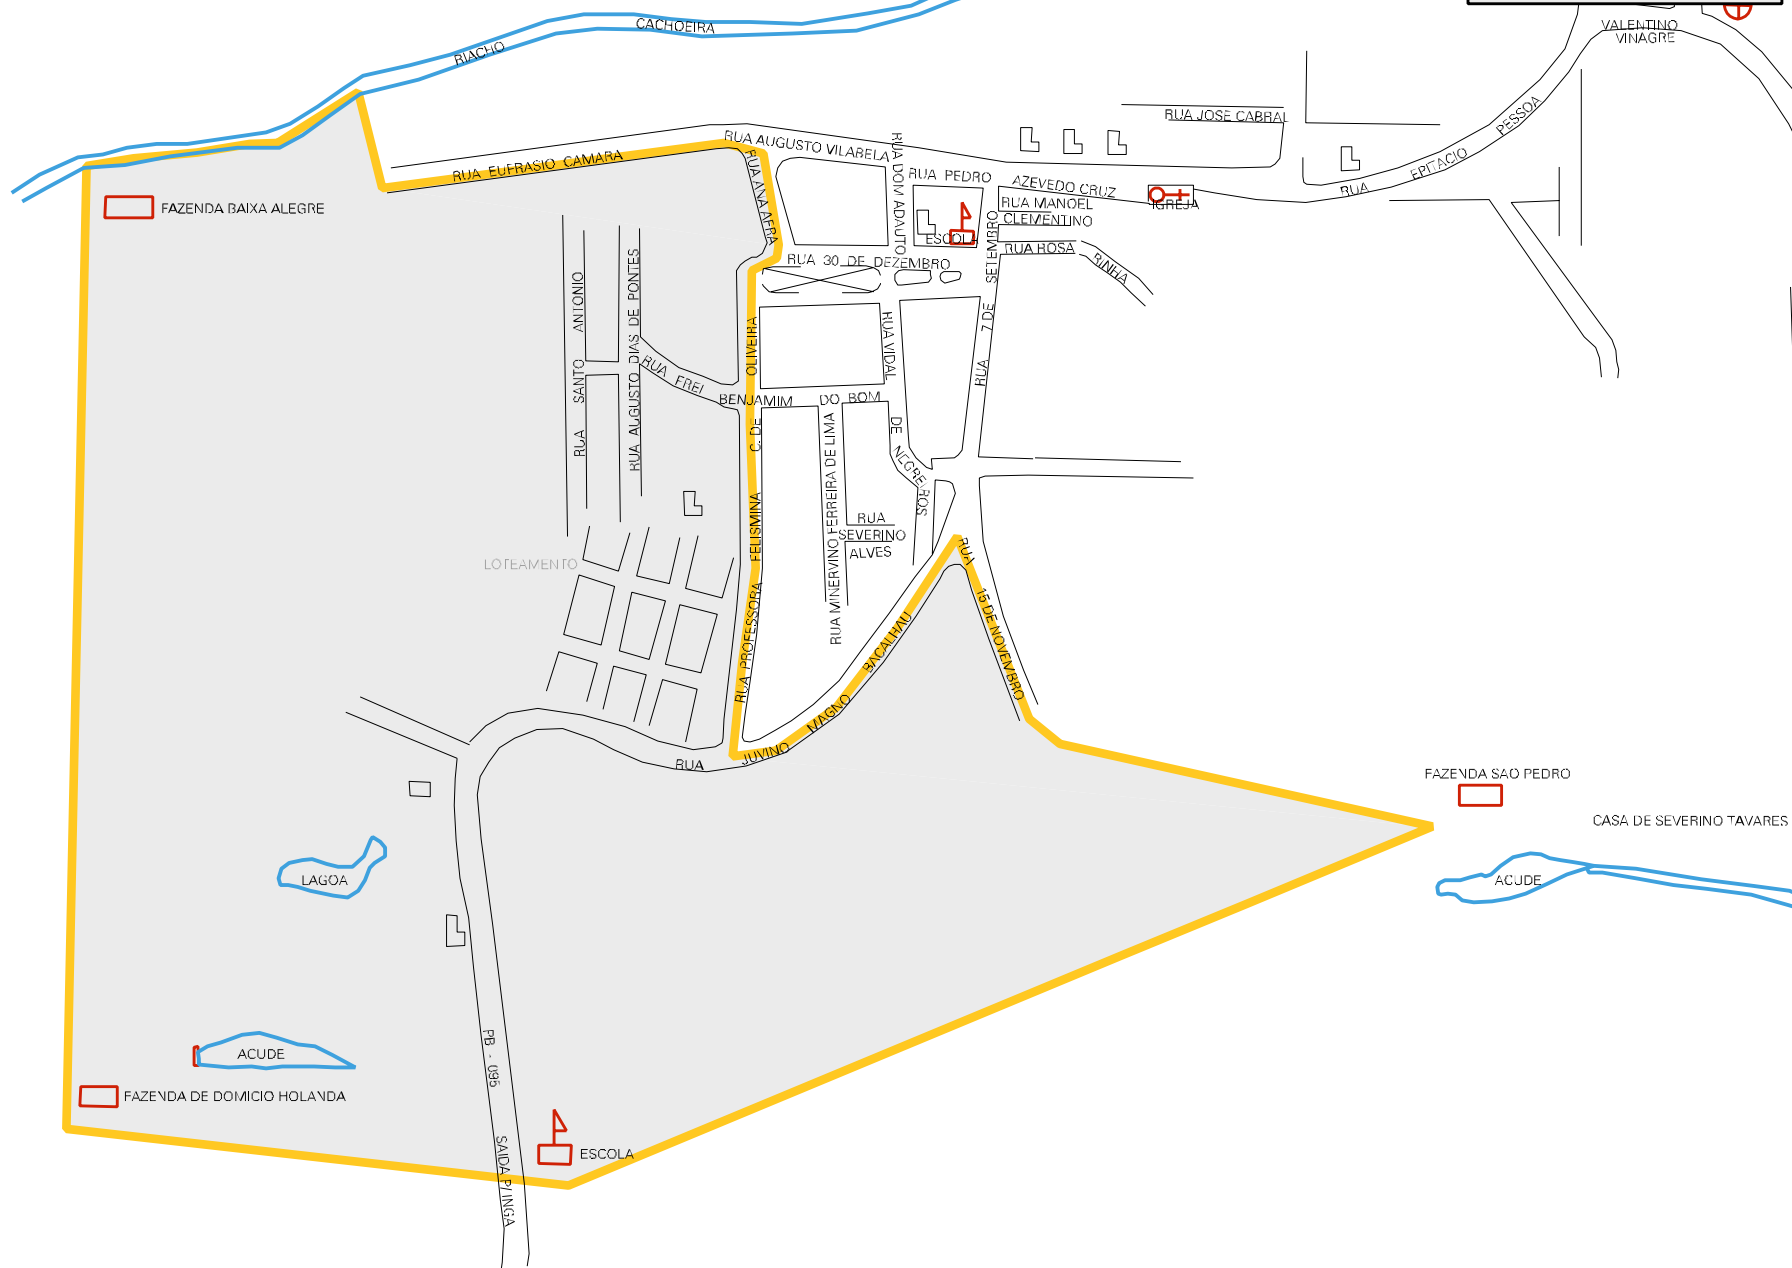 CACHOEIRA
RIACHO
VALENTINO
VINAGRE
RUA JOSE CABRAL
PESSOA
EPITACIO
RUA
RUA AUGUSTO VILABELA
RUA EUFRASIO CAMARA
RUA ANA AFRA
RUA DOM ADAUTO
RUA PEDRO
AZEVEDO CRUZ
RUA MANOEL
CLEMENTINO
IGREJA
FAZENDA BAIXA ALEGRE
ESCOLA
RUA ROSA
RINHA
RUA 30 DE DEZEMBRO
RUA 7 DE SETEMBRO
RUA SANTO ANTONIO
RUA AUGUSTO DIAS DE PONTES
RUA FREI
BENJAMIM
DO BOM
RUA VIDAL
DE NEGREIROS
RUA PROFESSORA FELISMINA C. DE OLIVEIRA
RUA MINERVINO FERREIRA DE LIMA
RUA
SEVERINO
ALVES
LOTEAMENTO
RUA
15 DE NOVEMBRO
RUA
JUVINO
MAGNO
BACALHAU
FAZENDA SAO PEDRO
CASA DE SEVERINO TAVARES
ACUDE
LAGOA
ACUDE
PB - 095
FAZENDA DE DOMICIO HOLANDA
ESCOLA
SAIDA P/ INGA